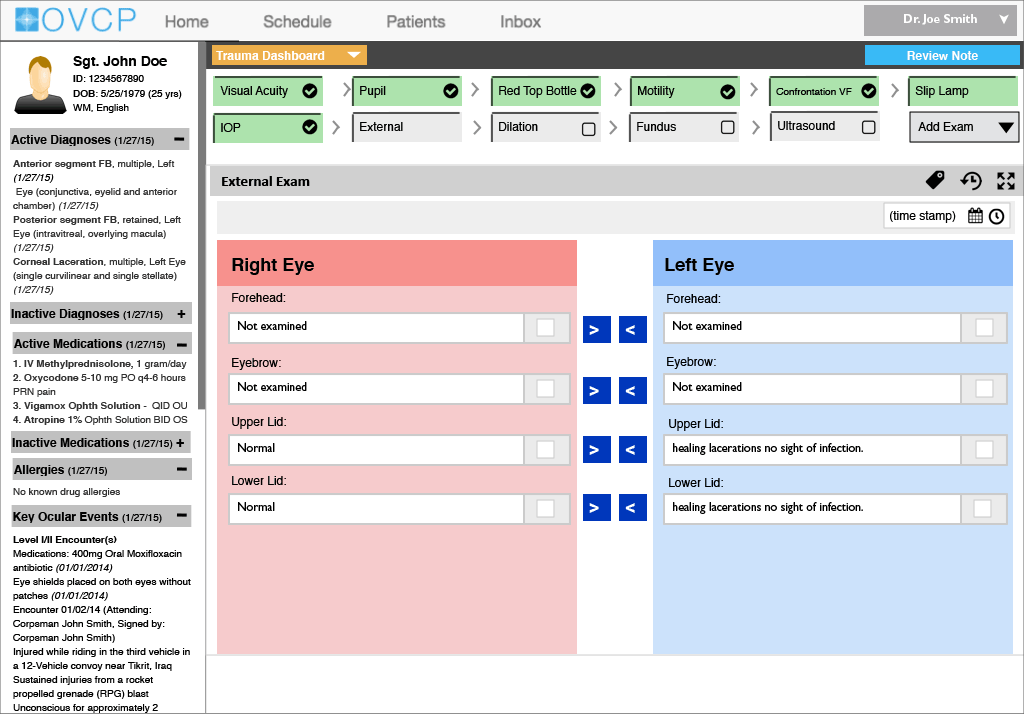 OVCP
Home
Schedule
Patients
Inbox
Dr. Joe Smith
Sgt. John Doe
ID: 1234567890
DOB: 5/25/1979 (25 yrs)
WM, English
Active Diagnoses (1/27/15)
Anterior segment FB, multiple, Left
(1/27/15)
Eye (conjunctiva, eyelid and anterior
chamber) (1/27/15)
Posterior segment FB, retained, Left
Eye (intravitreal, overlying macula)
(1/27/15)
Corneal Laceration, multiple, Left Eye
(single curvilinear and single stellate)
(1/27/15)
Inactive Diagnoses (1/27/15) +
Active Medications (1/27/15)
1. IV Methylprednisolone, 1 gram/day
2. Oxycodone 5-10 mg PO q4-6 hours
PRN pain
3. Vigamox Ophth Solution - QID OU
4. Atropine 1% Ophth Solution BID OS
Inactive Medications (1/27/15) +
Allergies (1/27/15)
No known drug allergies
Key Ocular Events (1/27/15)
Level I/II Encounter(s)
Medications: 400mg Oral Moxifloxacin
antibiotic (01/01/2014)
Eye shields placed on both eyes without
patches (01/01/2014)
Encounter 01/02/14 (Attending:
Corpsman John Smith, Signed by:
Corpsman John Smith)
Injured while riding in the third vehicle in
a 12-Vehicle convoy near Tikrit, Iraq
Sustained injuries from a rocket
propelled grenade (RPG) blast
Unconscious for approximately 2
Trauma Dashboard
Review Note
Visual Acuity
Pupil
Red Top Bottle
Motility
Confrontation VF
Slip Lamp
IOP
External
Dilation
Fundus
Ultrasound
Add Exam
External Exam
(time stamp)
Right Eye
Forehead:
Not examined
Eyebrow:
Not examined
Upper Lid:
Normal
Lower Lid:
Normal
> <
> <
> <
> <
Left Eye
Forehead:
Not examined
Eyebrow:
Not examined
Upper Lid:
healing lacerations no sight of infection.
Lower Lid:
healing lacerations no sight of infection.